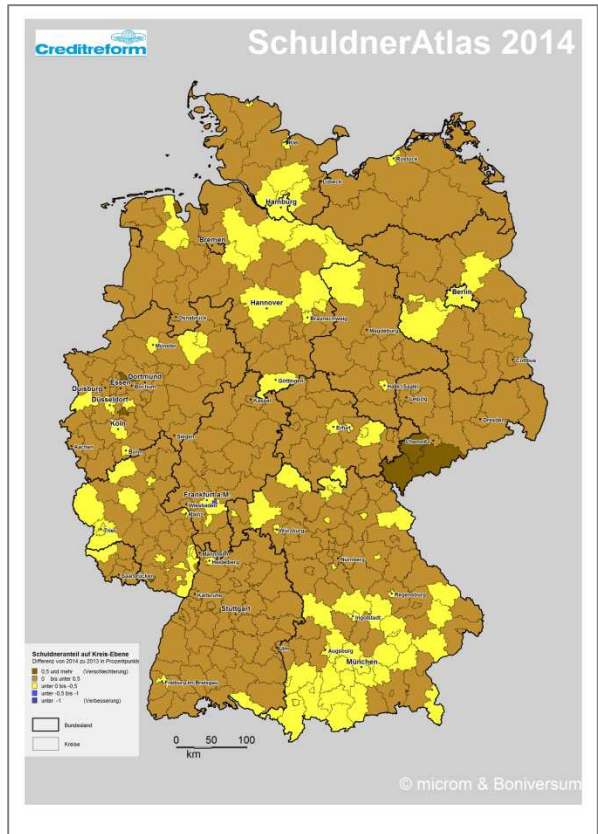 Creditreform
SchuldnerAtlas 2014
Kiel
Rostock
Lübeck
Hamburg
Bremen
Berlin
Hannover
Osnabrück
Braunschweig
Magdeburg
Münster
Cottbus
Göttingen
Halle (Saale)
Dortmund
Essen
Bochum
Duisburg
Düsseldorf
Kassel
Leipzig
Dresden
Köln
Erfurt
Chemnitz
Siegen
Aachen
Bonn
Frankfurt a.M.
Wiesbaden
Mainz
Trier
Würzburg
Mannheim
Heidelberg
Nürnberg
Saarbrücken
Karlsruhe
Regensburg
Stuttgart
Ingolstadt
Ulm
Augsburg
München
Freiburg im Breisgau
Schuldneranteil auf Kreis-Ebene
Differenz von 2014 zu 2013 in Prozentpunkten
0,5 und mehr (Verschlechterung)
0 bis unter 0,5
unter 0 bis -0,5
unter -0,5 bis -1
unter -1 (Verbesserung)
Bundesland
Kreise
0 50 100
km
© microm & Boniversum